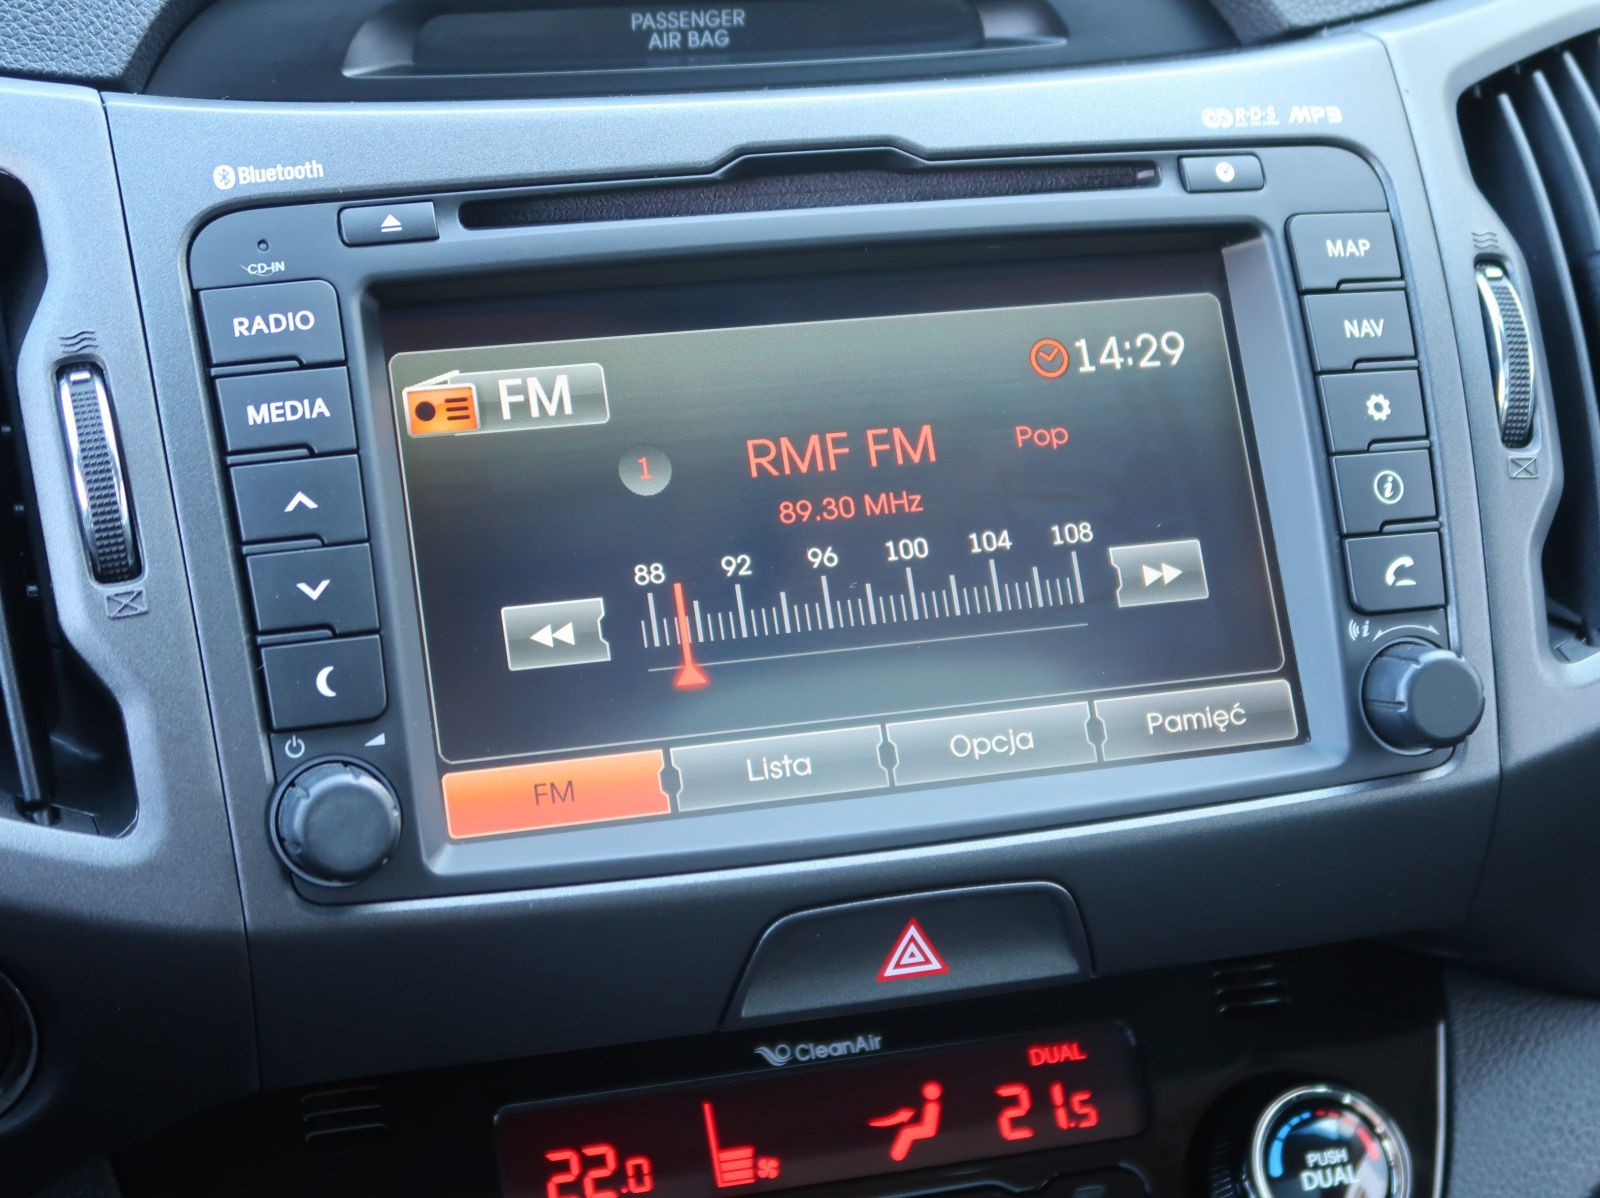 PASSENGER
AIR BAG
R·D·S MP3
Bluetooth
CD-IN
RADIO
MEDIA
MAP
NAV
FM
14:29
1
RMF FM
Pop
89.30 MHz
88 92 96 100 104 108
FM
Lista
Opcja
Pamięć
CleanAir
DUAL
22.0
21.5
PUSH
DUAL